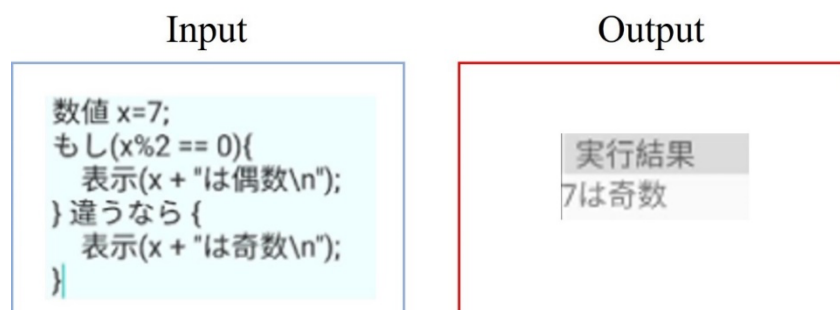 Input
数値 x=7;
もし(x%2 == 0){
表示(x + "は偶数\n");
} 違うなら {
表示(x + "は奇数\n");
}
Output
実行結果
7は奇数